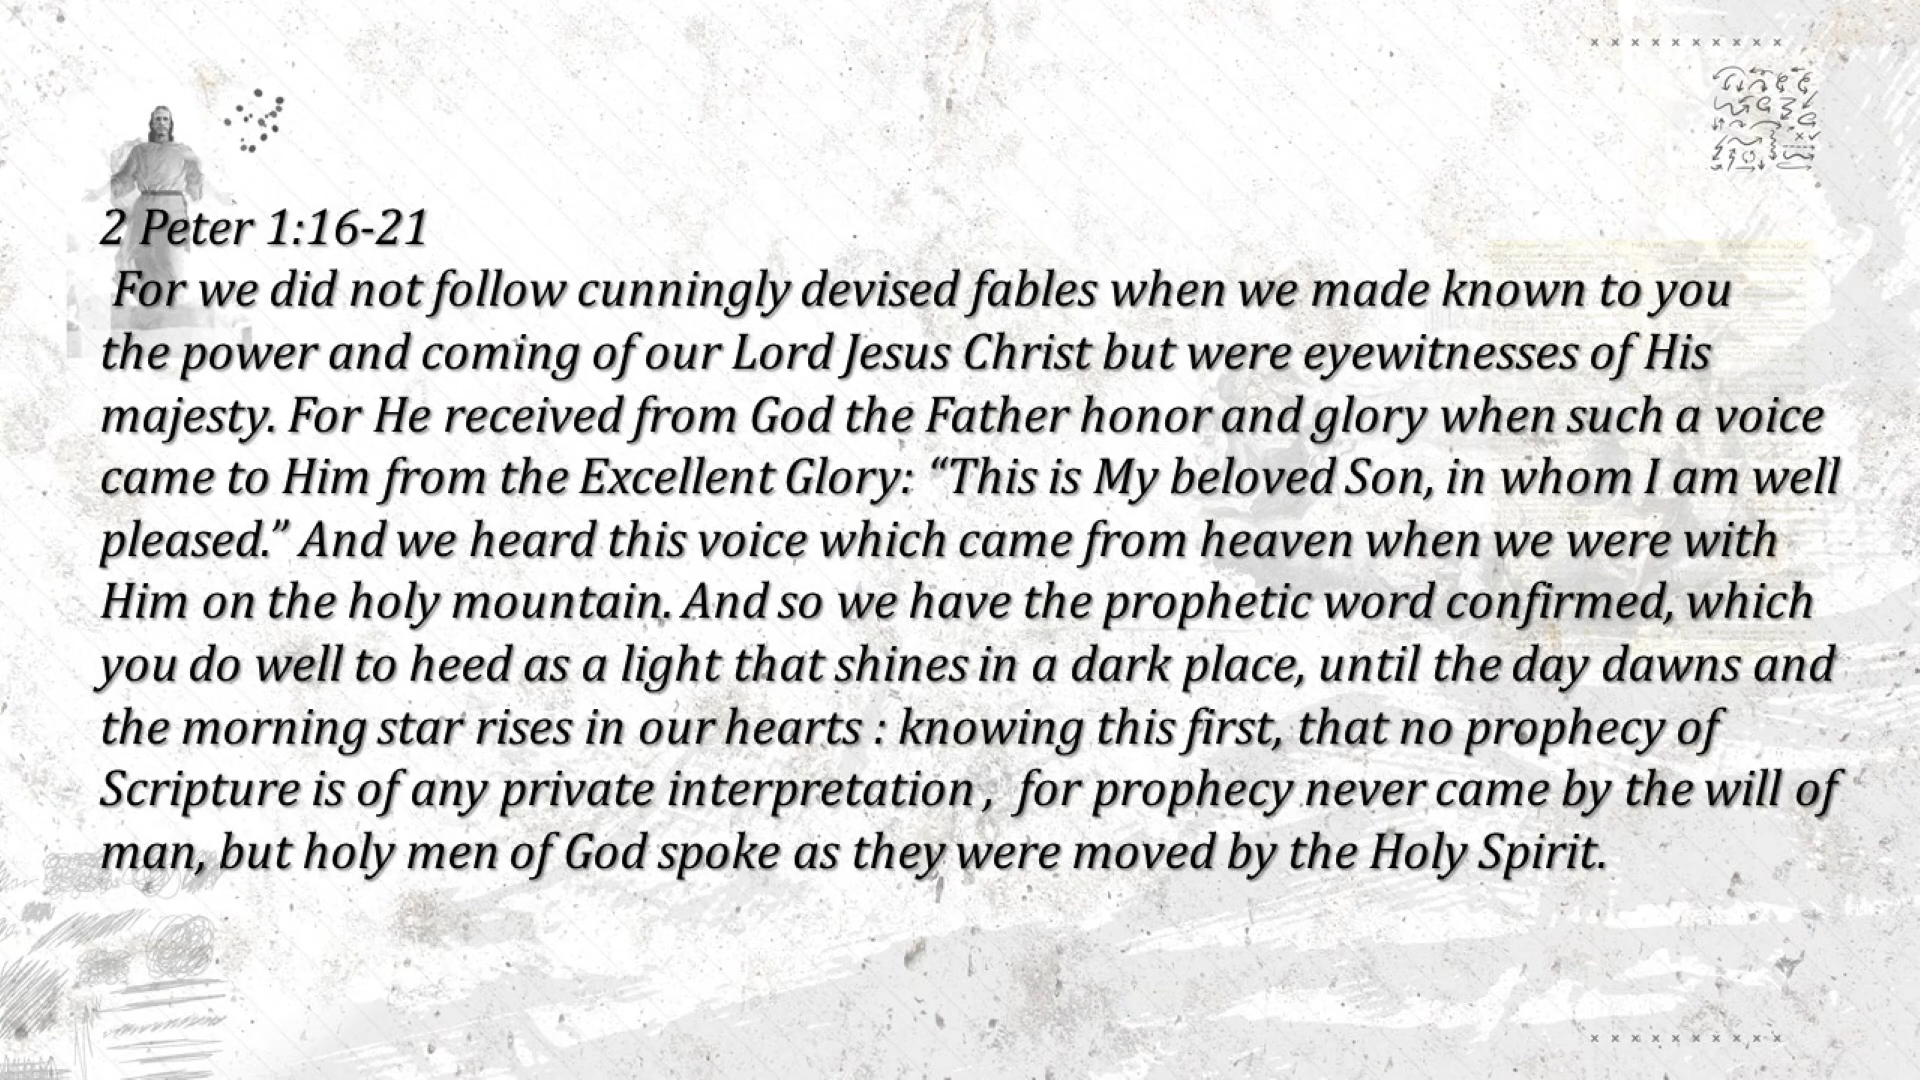 2 Peter 1:16-21
For we did not follow cunningly devised fables when we made known to you
the power and coming of our Lord Jesus Christ but were eyewitnesses of His
majesty. For He received from God the Father honor and glory when such a voice
came to Him from the Excellent Glory: “This is My beloved Son, in whom I am well
pleased.” And we heard this voice which came from heaven when we were with
Him on the holy mountain. And so we have the prophetic word confirmed, which
you do well to heed as a light that shines in a dark place, until the day dawns and
the morning star rises in our hearts : knowing this first, that no prophecy of
Scripture is of any private interpretation ,  for prophecy never came by the will of
man, but holy men of God spoke as they were moved by the Holy Spirit.